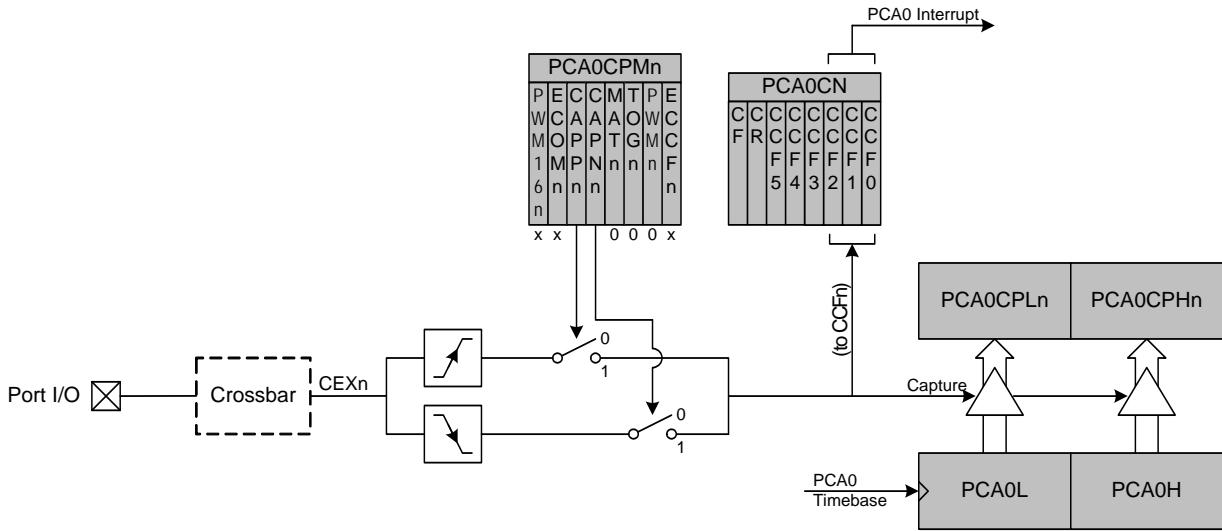 PCA0 Interrupt
PCA0CPMn
PWM16n
ECOMn
CAPPn
CAPNn
MATn
TOGn
PWMn
ECCFn
x x 0 0 0 x
PCA0CN
CF
CR
CCF5
CCF4
CCF3
CCF2
CCF1
CCF0
(to CCFn)
PCA0CPLn
PCA0CPHn
Port I/O
Crossbar
CEXn
0
1
0
1
Capture
PCA0
Timebase
PCA0L
PCA0H